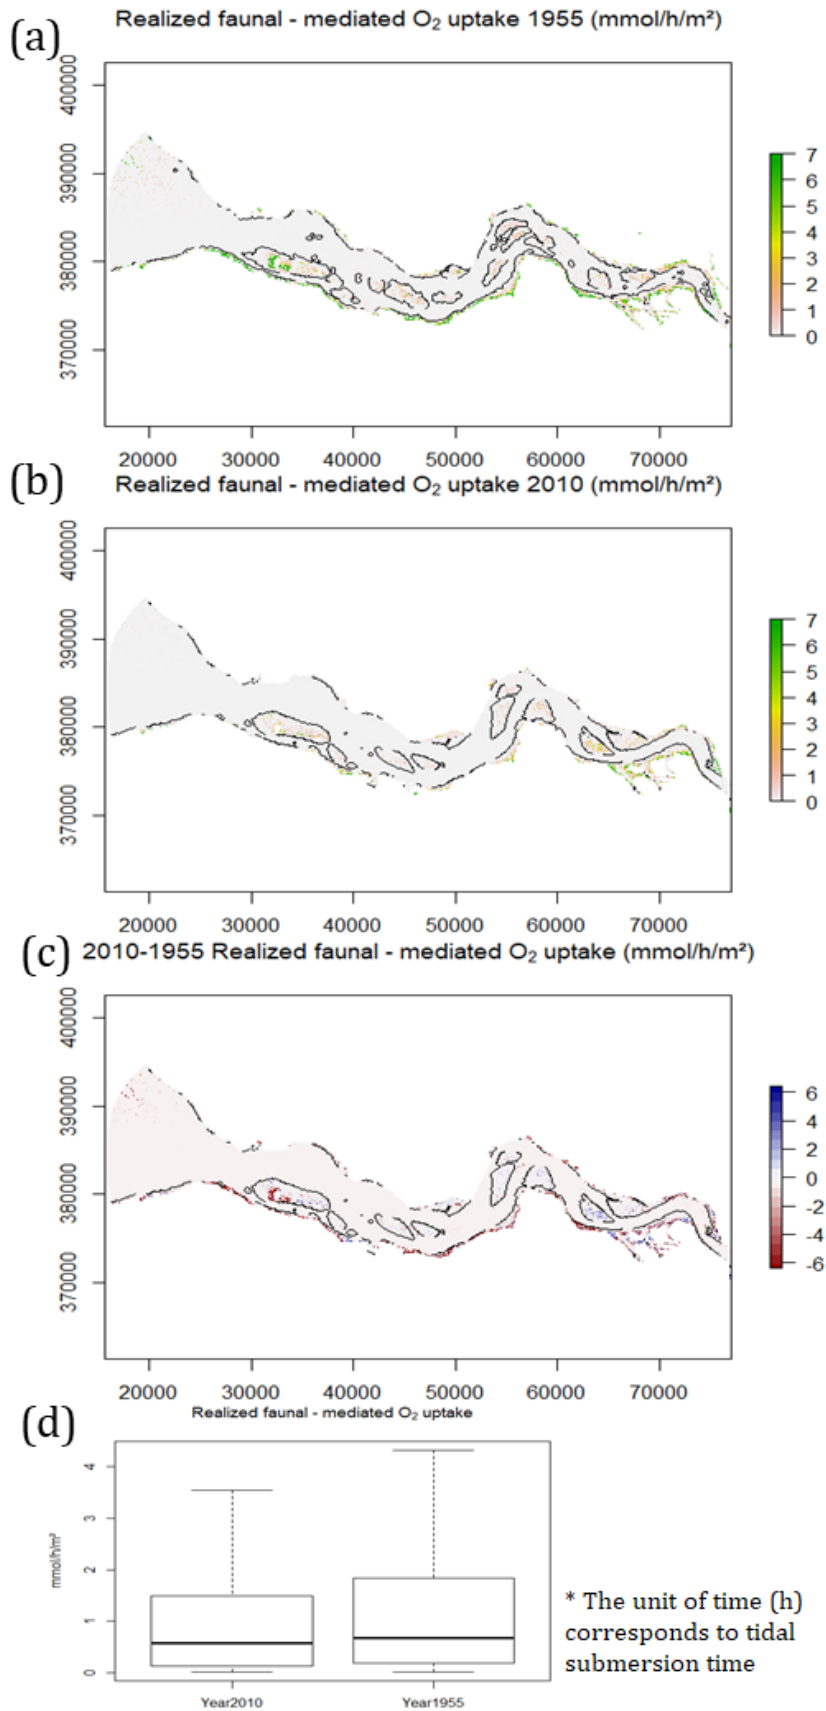 (a)
Realized faunal - mediated O₂ uptake 1955 (mmol/h/m²)
400000
390000
380000
370000
20000 30000 40000 50000 60000 70000
7
6
5
4
3
2
1
0
(b)
Realized faunal - mediated O₂ uptake 2010 (mmol/h/m²)
400000
390000
380000
370000
20000 30000 40000 50000 60000 70000
7
6
5
4
3
2
1
0
(c)
2010-1955 Realized faunal - mediated O₂ uptake (mmol/h/m²)
400000
390000
380000
370000
20000 30000 40000 50000 60000 70000
6
4
2
0
-2
-4
-6
(d)
Realized faunal - mediated O₂ uptake
mmol/h/m²
4
3
2
1
0
Year2010 Year1955
* The unit of time (h)
corresponds to tidal
submersion time